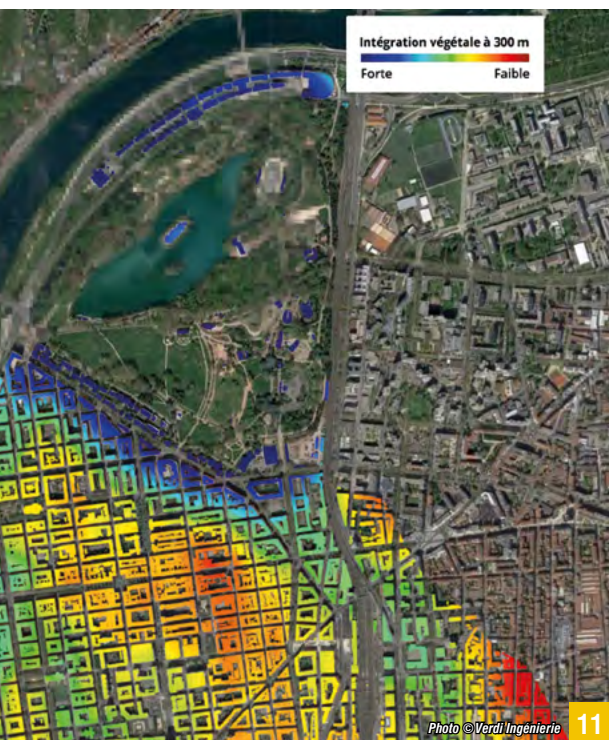 Intégration végétale à 300 m
Forte Faible
Photo © Verdi Ingénierie 11